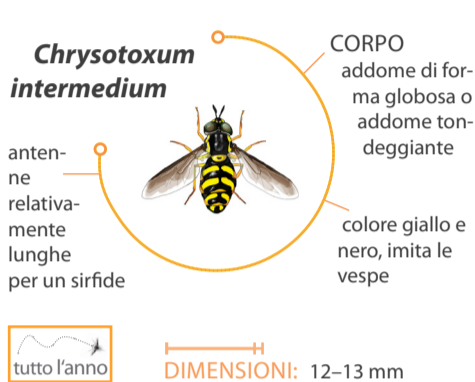 Chrysotoxum
intermedium
CORPO
addome di for-
ma globosa o
addome ton-
deggiante
anten-
ne
relativa-
mente
lunghe
per un sirfide
colore giallo e
nero, imita le
vespe
tutto l'anno
DIMENSIONI: 12–13 mm